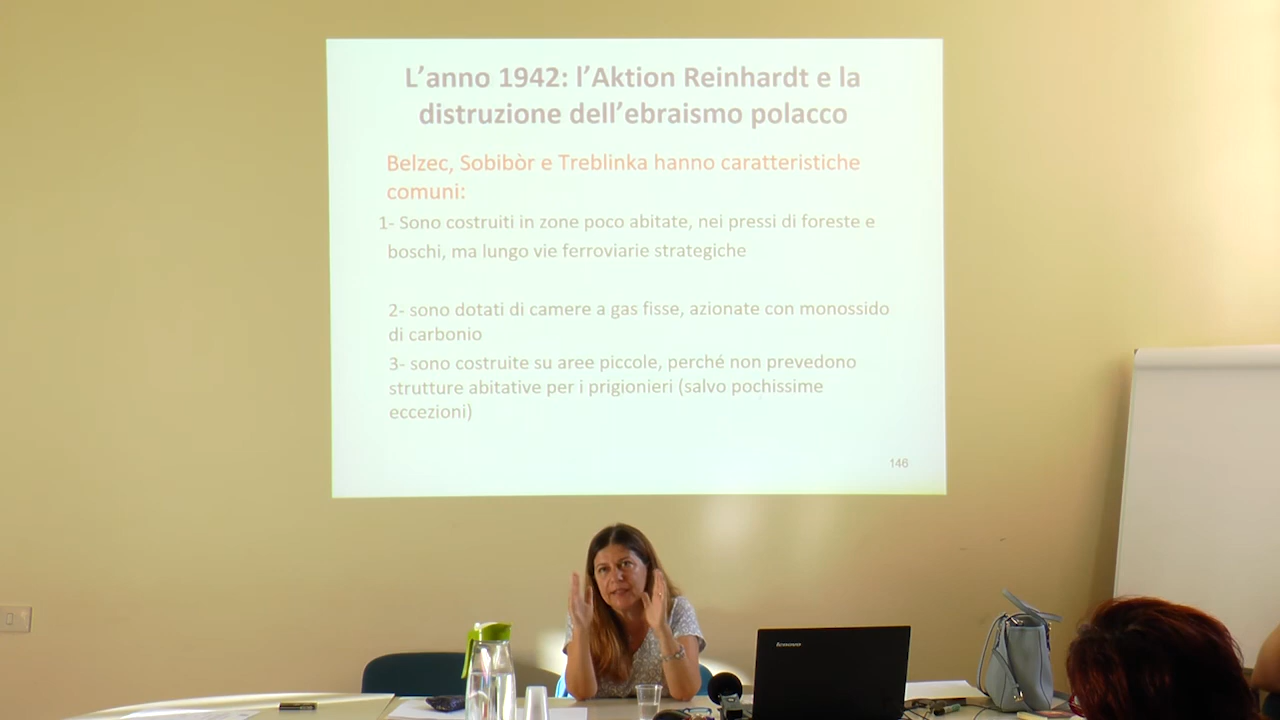 L’anno 1942: l’Aktion Reinhardt e la
distruzione dell’ebraismo polacco
Belzec, Sobibòr e Treblinka hanno caratteristiche
comuni:
1- Sono costruiti in zone poco abitate, nei pressi di foreste e
boschi, ma lungo vie ferroviarie strategiche
2- sono dotati di camere a gas fisse, azionate con monossido
di carbonio
3- sono costruite su aree piccole, perché non prevedono
strutture abitative per i prigionieri (salvo pochissime
eccezioni)
146
lenovo